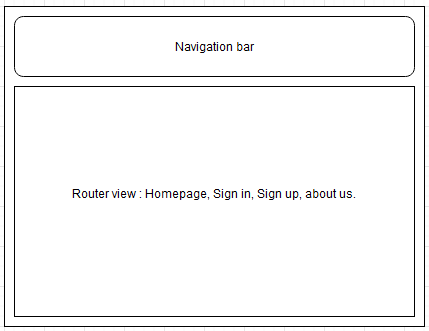 Navigation bar
Router view : Homepage, Sign in, Sign up, about us.